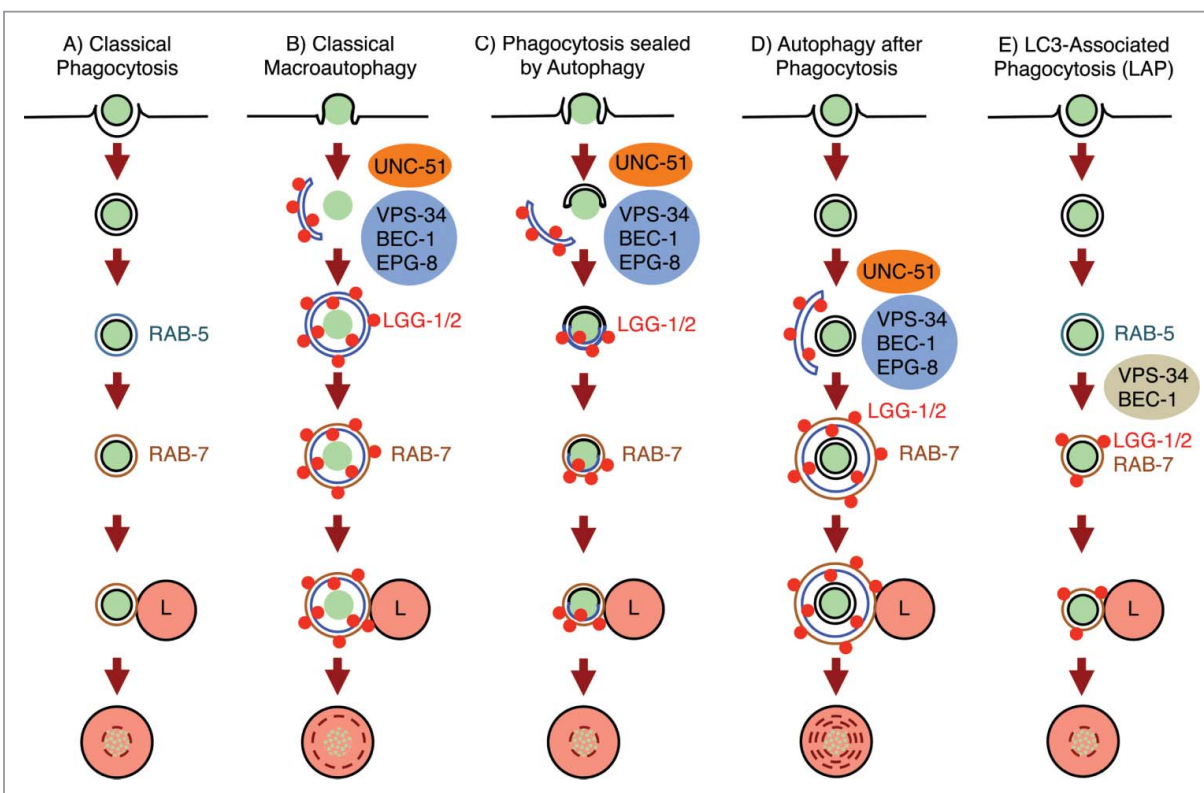 A) Classical
Phagocytosis
B) Classical
Macroautophagy
C) Phagocytosis sealed
by Autophagy
D) Autophagy after
Phagocytosis
E) LC3-Associated
Phagocytosis (LAP)
UNC-51
VPS-34
BEC-1
EPG-8
UNC-51
VPS-34
BEC-1
EPG-8
UNC-51
VPS-34
BEC-1
EPG-8
RAB-5
LGG-1/2
LGG-1/2
RAB-5
VPS-34
BEC-1
RAB-7
RAB-7
RAB-7
LGG-1/2
RAB-7
LGG-1/2
RAB-7
L
L
L
L
L